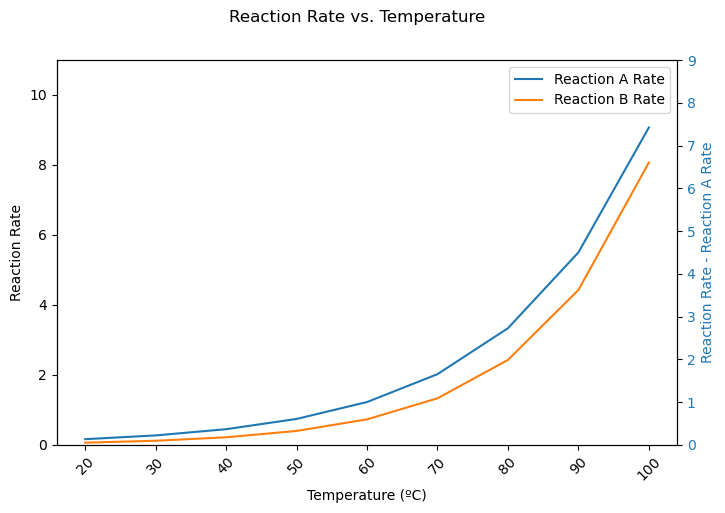 Reaction Rate vs. Temperature
Reaction A Rate
Reaction B Rate
Reaction Rate
10
8
6
4
2
0
9
8
7
6
5
4
3
2
1
0
Reaction Rate - Reaction A Rate
20 30 40 50 60 70 80 90 100
Temperature (ºC)